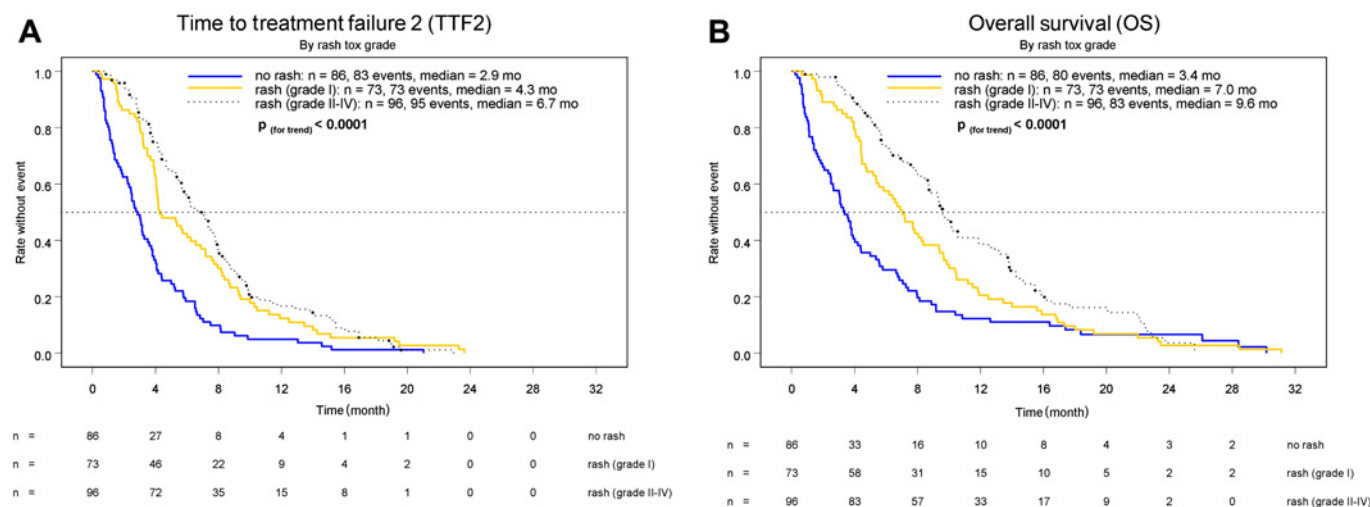 A
Time to treatment failure 2 (TTF2)
By rash tox grade
no rash: n = 86, 83 events, median = 2.9 mo
rash (grade I): n = 73, 73 events, median = 4.3 mo
rash (grade II-IV): n = 96, 95 events, median = 6.7 mo
p (for trend) < 0.0001
Rate without event
1.0
0.8
0.6
0.4
0.2
0.0
0 4 8 12 16 20 24 28 32
Time (month)
n = 86 27 8 4 1 1 0 0 no rash
n = 73 46 22 9 4 2 0 0 rash (grade I)
n = 96 72 35 15 8 1 0 0 rash (grade II-IV)
B
Overall survival (OS)
By rash tox grade
no rash: n = 86, 80 events, median = 3.4 mo
rash (grade I): n = 73, 73 events, median = 7.0 mo
rash (grade II-IV): n = 96, 83 events, median = 9.6 mo
p (for trend) < 0.0001
Rate without event
1.0
0.8
0.6
0.4
0.2
0.0
0 4 8 12 16 20 24 28 32
Time (month)
n = 86 33 16 10 8 4 3 2 no rash
n = 73 58 31 15 10 5 2 2 rash (grade I)
n = 96 83 57 33 17 9 2 0 rash (grade II-IV)